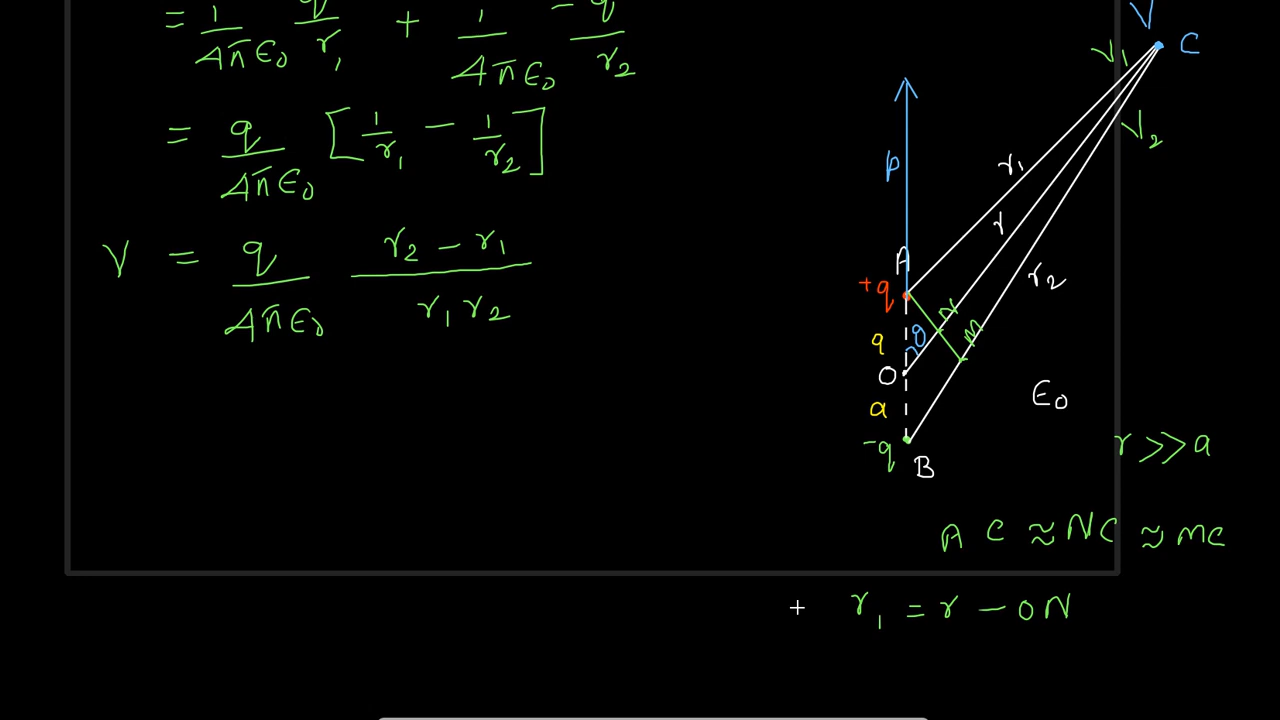 = 1/4πε₀ q/r₁ + 1/4πε₀ -q/r₂
= q/4πε₀ [1/r₁ - 1/r₂]
V = q/4πε₀ (r₂ - r₁)/r₁r₂
V
C
V₁
V₂
p
r₁
r
r₂
A
+q
N
M
a
θ
O
a
ε₀
-q
B
r >> a
AC ≈ NC ≈ MC
r₁ = r - ON